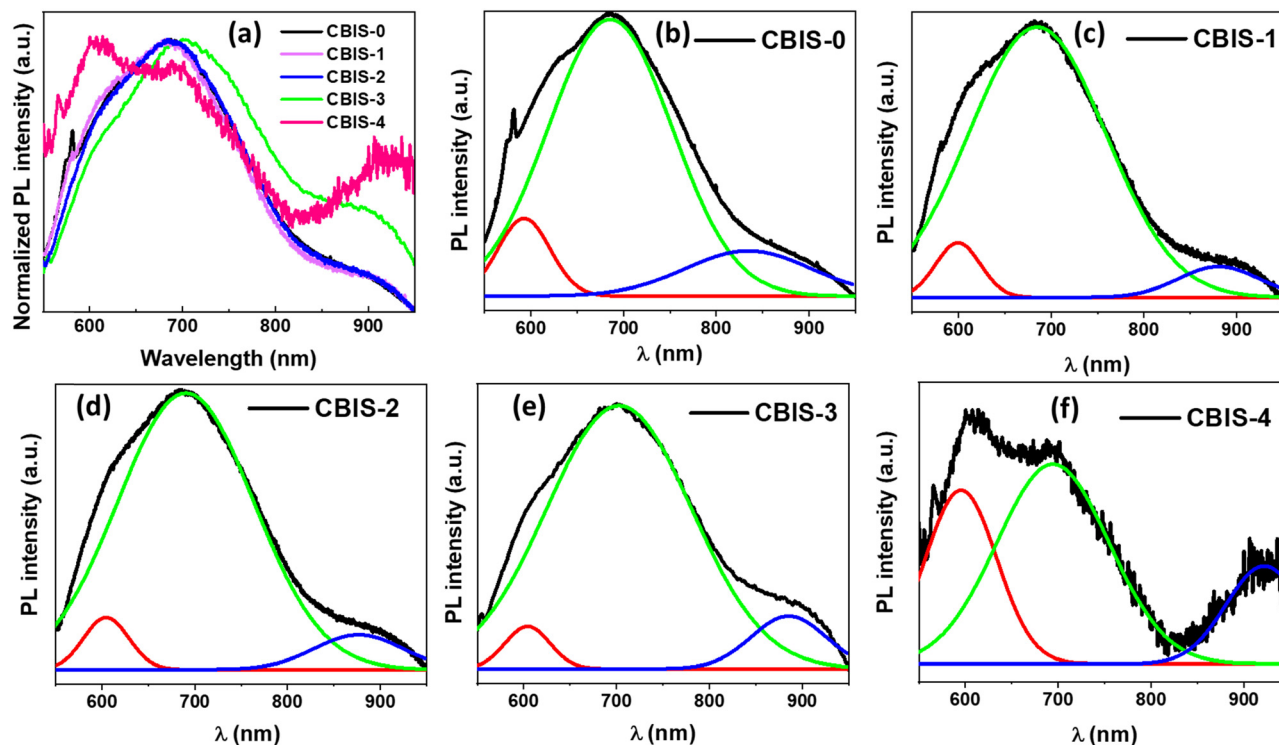 (a)
CBIS-0
CBIS-1
CBIS-2
CBIS-3
CBIS-4
Normalized PL intensity (a.u.)
600 700 800 900
Wavelength (nm)
(b)
CBIS-0
PL intensity (a.u.)
600 700 800 900
λ (nm)
(c)
CBIS-1
PL intensity (a.u.)
600 700 800 900
λ (nm)
(d)
CBIS-2
PL intensity (a.u.)
600 700 800 900
λ (nm)
(e)
CBIS-3
PL intensity (a.u.)
600 700 800 900
λ (nm)
(f)
CBIS-4
PL intensity (a.u.)
600 700 800 900
λ (nm)